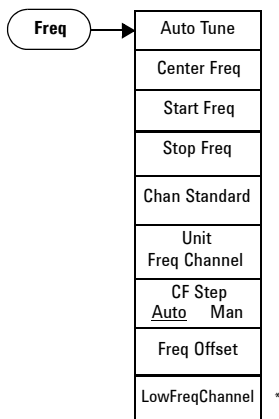 Freq
Auto Tune
Center Freq
Start Freq
Stop Freq
Chan Standard
Unit
Freq Channel
CF Step
Auto Man
Freq Offset
LowFreqChannel *